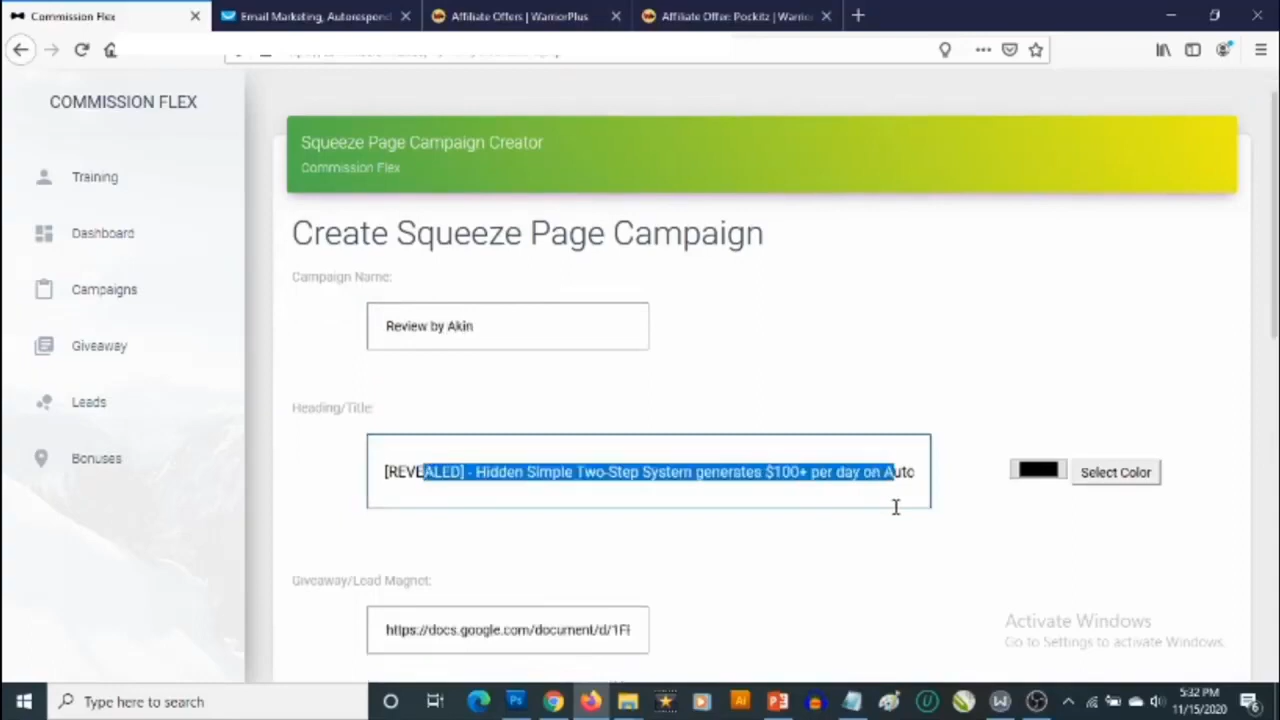 Commission Flex
Email Marketing, Autorespond
Affiliate Offers | WarriorPlus
Affiliate Offer: Pockitz | Warrio
COMMISSION FLEX
Training
Dashboard
Campaigns
Giveaway
Leads
Bonuses
Squeeze Page Campaign Creator
Commission Flex
Create Squeeze Page Campaign
Campaign Name:
Review by Akin
Heading/Title:
[REVEALED] - Hidden Simple Two-Step System generates $100+ per day on Auto
Select Color
Giveaway/Lead Magnet:
https://docs.google.com/document/d/1FI
Activate Windows
Go to Settings to activate Windows.
Type here to search
5:32 PM
11/15/2020
6